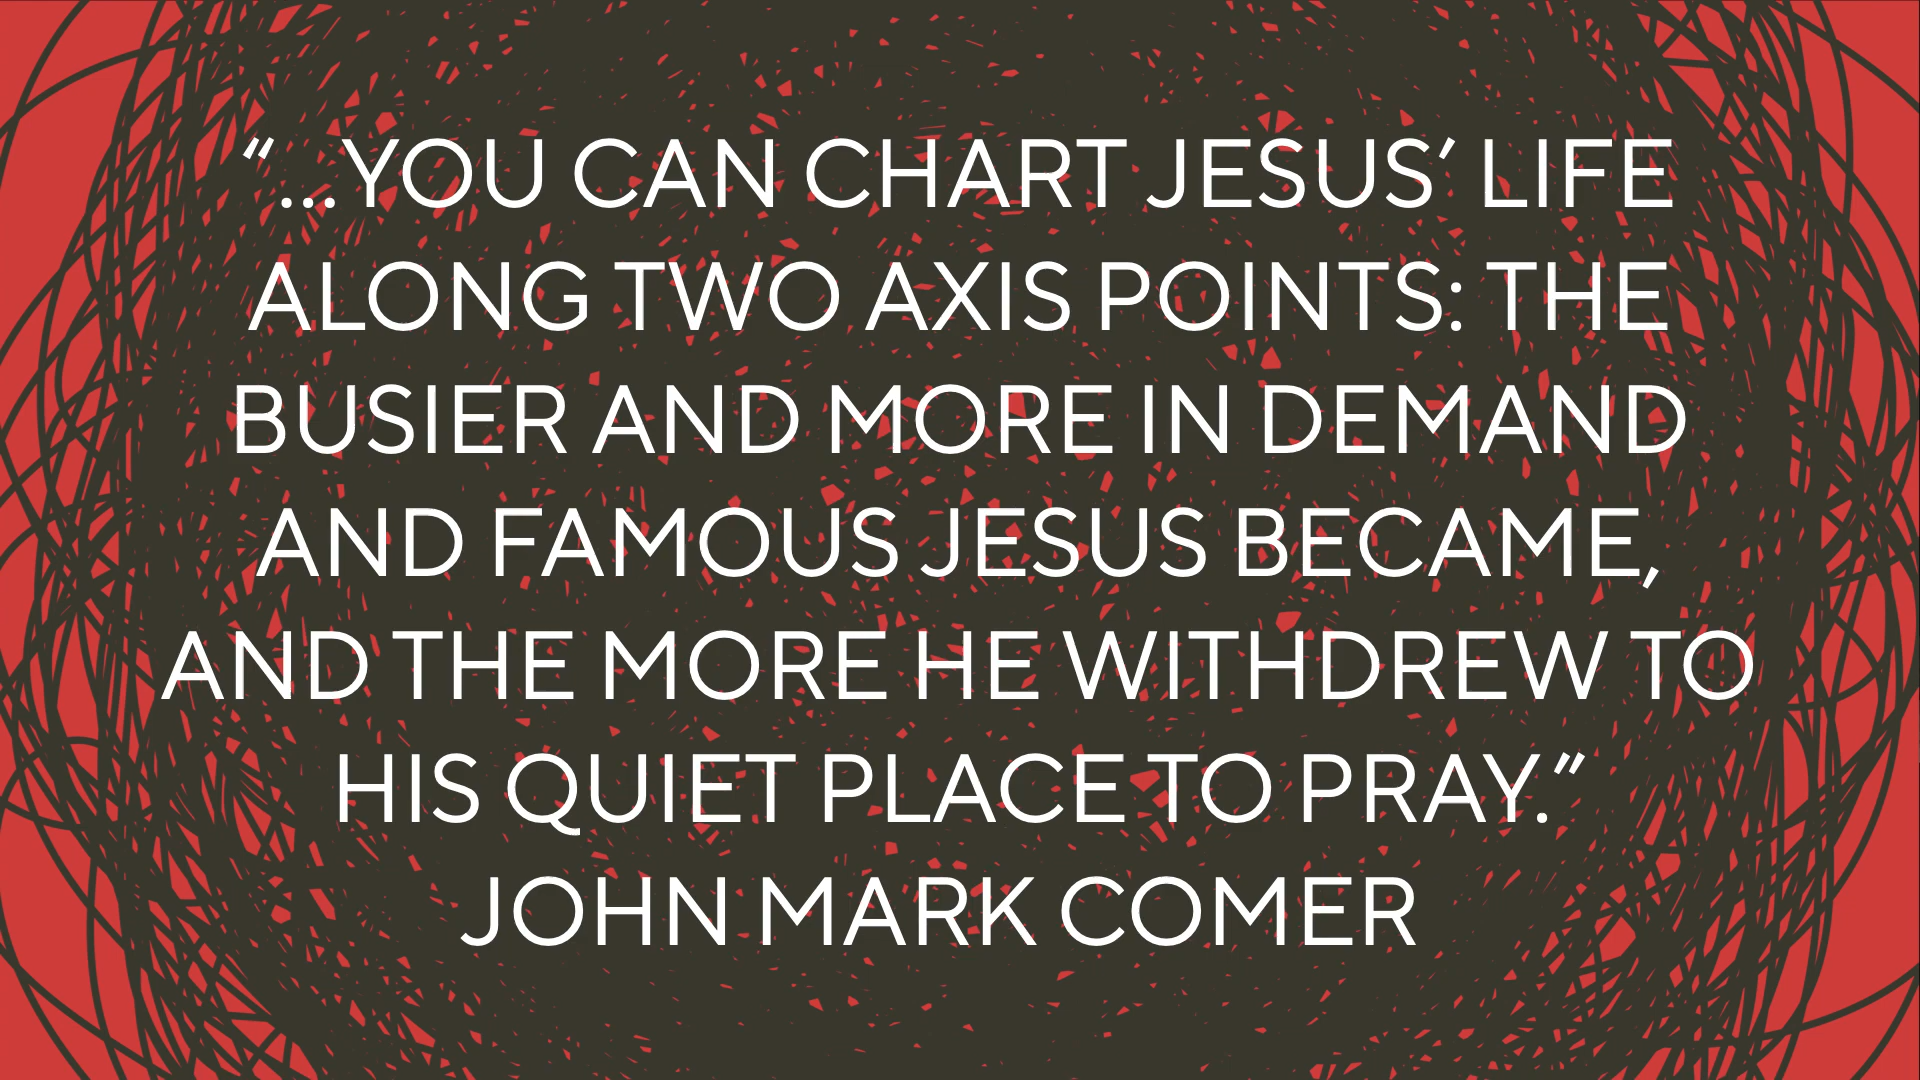 “...YOU CAN CHART JESUS’ LIFE
ALONG TWO AXIS POINTS: THE
BUSIER AND MORE IN DEMAND
AND FAMOUS JESUS BECAME,
AND THE MORE HE WITHDREW TO
HIS QUIET PLACE TO PRAY.”
JOHN MARK COMER